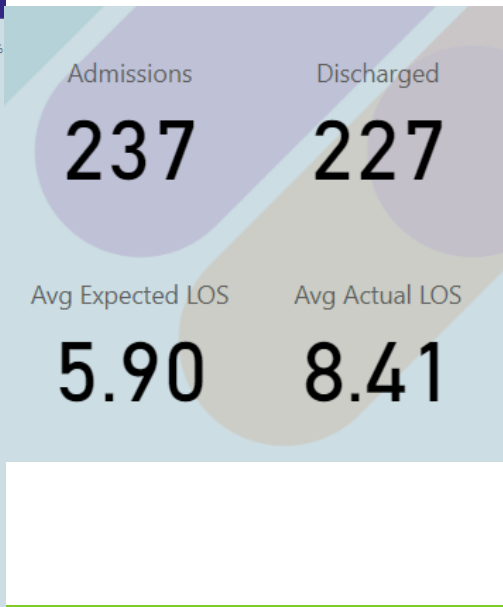 Admissions
Discharged
237
227
Avg Expected LOS
Avg Actual LOS
5.90
8.41